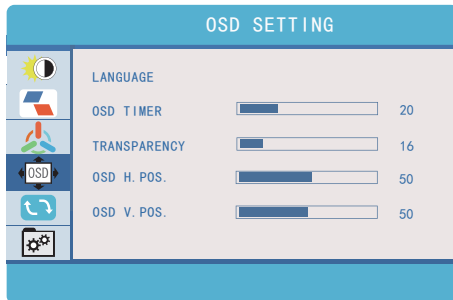 OSD SETTING
LANGUAGE
OSD TIMER 20
TRANSPARENCY 16
OSD OSD H. POS. 50
OSD V. POS. 50